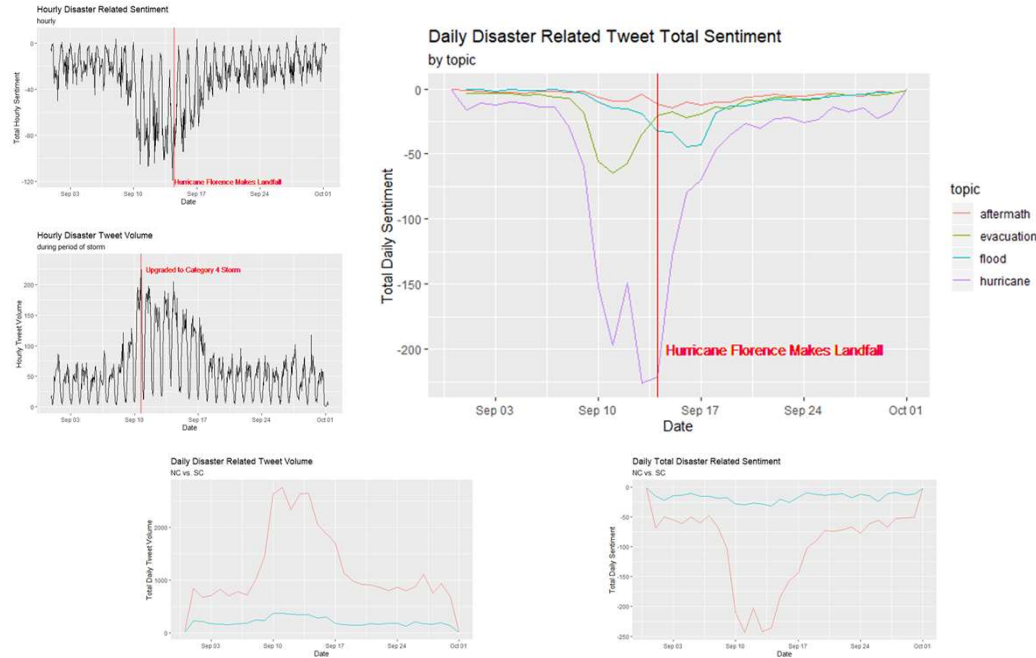 Hourly Disaster Related Sentiment
hourly
0
-40
-80
-120
Total Hourly Sentiment
Hurricane Florence Makes Landfall
Sep 03
Sep 10
Sep 17
Sep 24
Oct 01
Date
Hourly Disaster Tweet Volume
during period of storm
Upgraded to Category 4 Storm
200
150
100
50
0
Hourly Tweet Volume
Sep 03
Sep 10
Sep 17
Sep 24
Oct 01
Date
Daily Disaster Related Tweet Total Sentiment
by topic
0
-50
-100
-150
-200
Total Daily Sentiment
Hurricane Florence Makes Landfall
Sep 03
Sep 10
Sep 17
Sep 24
Oct 01
Date
topic
aftermath
evacuation
flood
hurricane
Daily Disaster Related Tweet Volume
NC vs. SC
2000
1000
0
Total Daily Tweet Volume
Sep 03
Sep 10
Sep 17
Sep 24
Oct 01
Date
Daily Total Disaster Related Sentiment
NC vs. SC
0
-50
-100
-150
-200
-250
Total Daily Sentiment
Sep 03
Sep 10
Sep 17
Sep 24
Oct 01
Date